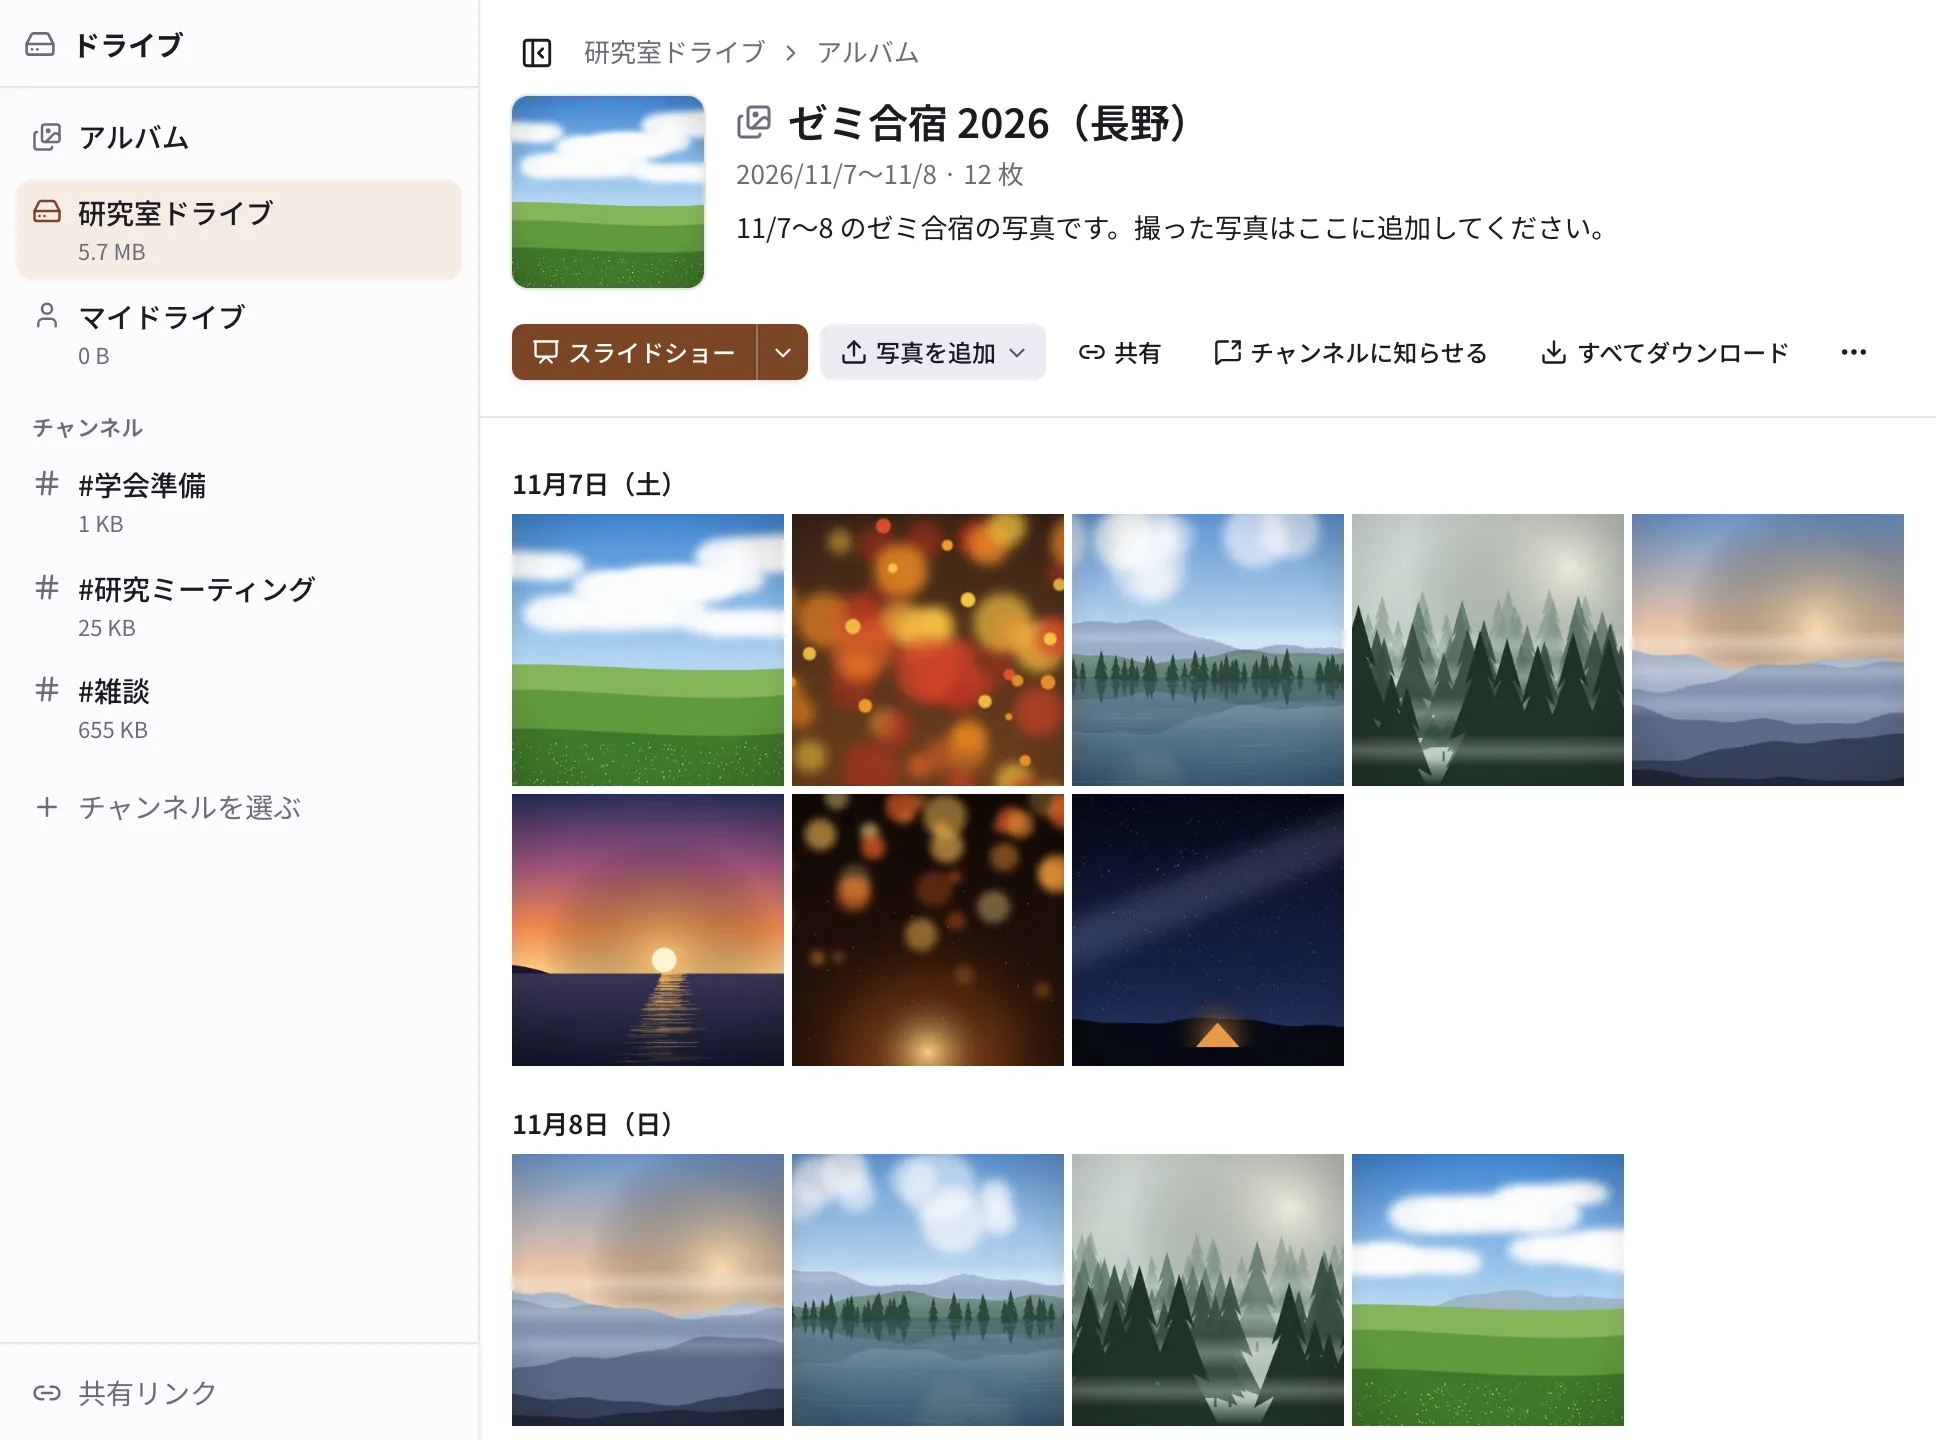 ドライブ
アルバム
研究室ドライブ
5.7 MB
マイドライブ
0 B
チャンネル
#学会準備
1 KB
#研究ミーティング
25 KB
#雑談
655 KB
チャンネルを選ぶ
共有リンク
研究室ドライブ > アルバム
ゼミ合宿 2026（長野）
2026/11/7〜11/8 · 12 枚
11/7〜8 のゼミ合宿の写真です。撮った写真はここに追加してください。
スライドショー 写真を追加 共有 チャンネルに知らせる すべてダウンロード
11月7日（土）
11月8日（日）